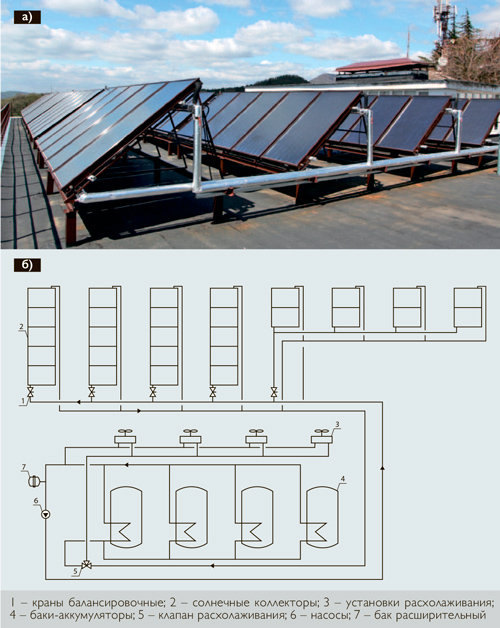 а)
б)
2
1
3
7
4
6
5
1 – краны балансировочные; 2 – солнечные коллекторы; 3 – установки расхолаживания;
4 – баки-аккумуляторы; 5 – клапан расхолаживания; 6 – насосы; 7 – бак расширительный